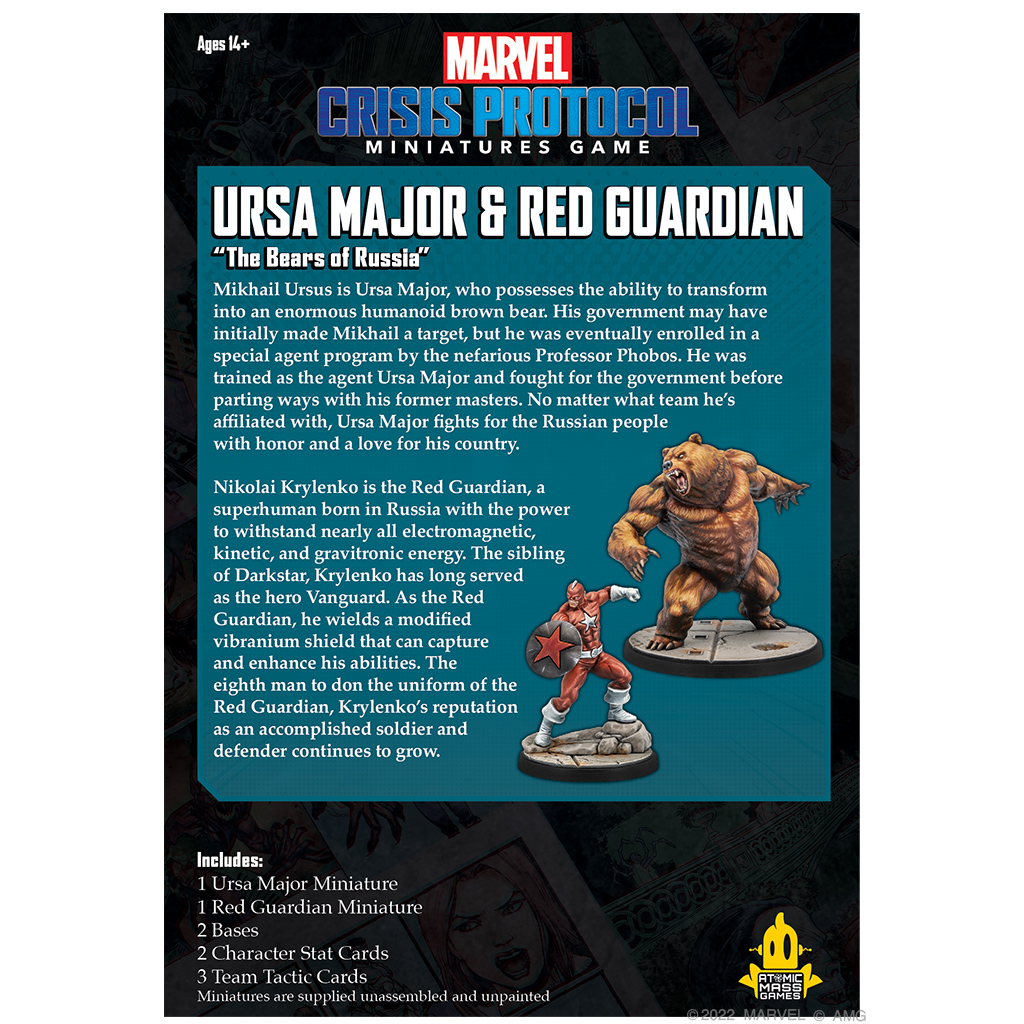 Ages 14+
MARVEL
CRISIS PROTOCOL
MINIATURES GAME
URSA MAJOR & RED GUARDIAN
“The Bears of Russia”
Mikhail Ursus is Ursa Major, who possesses the ability to transform
into an enormous humanoid brown bear. His government may have
initially made Mikhail a target, but he was eventually enrolled in a
special agent program by the nefarious Professor Phobos. He was
trained as the agent Ursa Major and fought for the government before
parting ways with his former masters. No matter what team he’s
affiliated with, Ursa Major fights for the Russian people
with honor and a love for his country.
Nikolai Krylenko is the Red Guardian, a
superhuman born in Russia with the power
to withstand nearly all electromagnetic,
kinetic, and gravitronic energy. The sibling
of Darkstar, Krylenko has long served
as the hero Vanguard. As the Red
Guardian, he wields a modified
vibranium shield that can capture
and enhance his abilities. The
eighth man to don the uniform of the
Red Guardian, Krylenko’s reputation
as an accomplished soldier and
defender continues to grow.
Includes:
1 Ursa Major Miniature
1 Red Guardian Miniature
2 Bases
2 Character Stat Cards
3 Team Tactic Cards
Miniatures are supplied unassembled and unpainted
ATOMIC
MASS
GAMES
© 2022 MARVEL © AMG